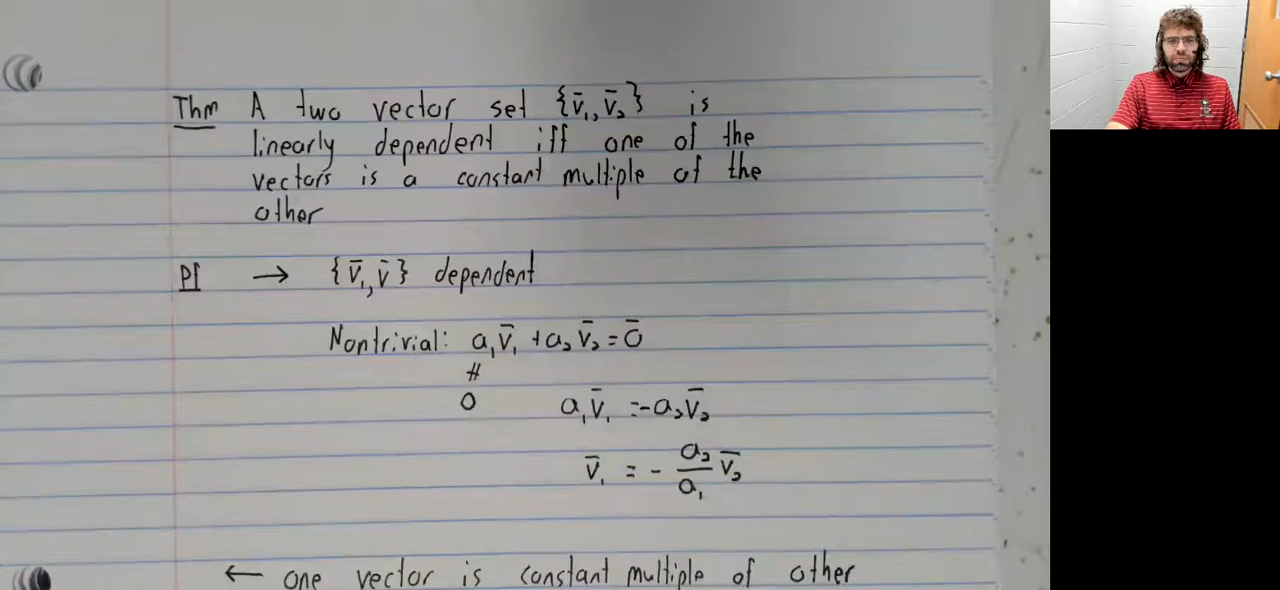 Thm A two vector set {v̄₁, v̄₂} is
linearly dependent iff one of the
vectors is a constant multiple of the
other
Pf → {v̄₁, v̄} dependent
Nontrivial: a₁v̄₁ + a₂v̄₂ = 0̄
≠
0
a₁v̄₁ = -a₂v̄₂
v̄₁ = - a₂/a₁ v̄₂
← one vector is constant multiple of other